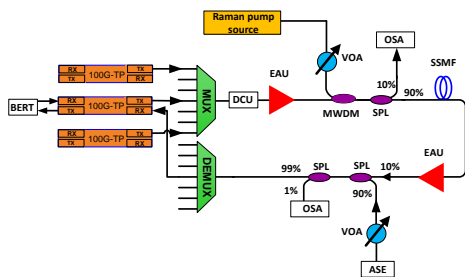 Raman pump
source
OSA
VOA
EAU
SSMF
RX 100G-TP RX
TX TX
10%
90%
MUX
DCU
BERT
RX 100G-TP TX
TX RX
MWDM
SPL
RX 100G-TP TX
TX RX
DEMUX
99%
SPL
SPL
10%
EAU
1%
OSA
90%
VOA
ASE